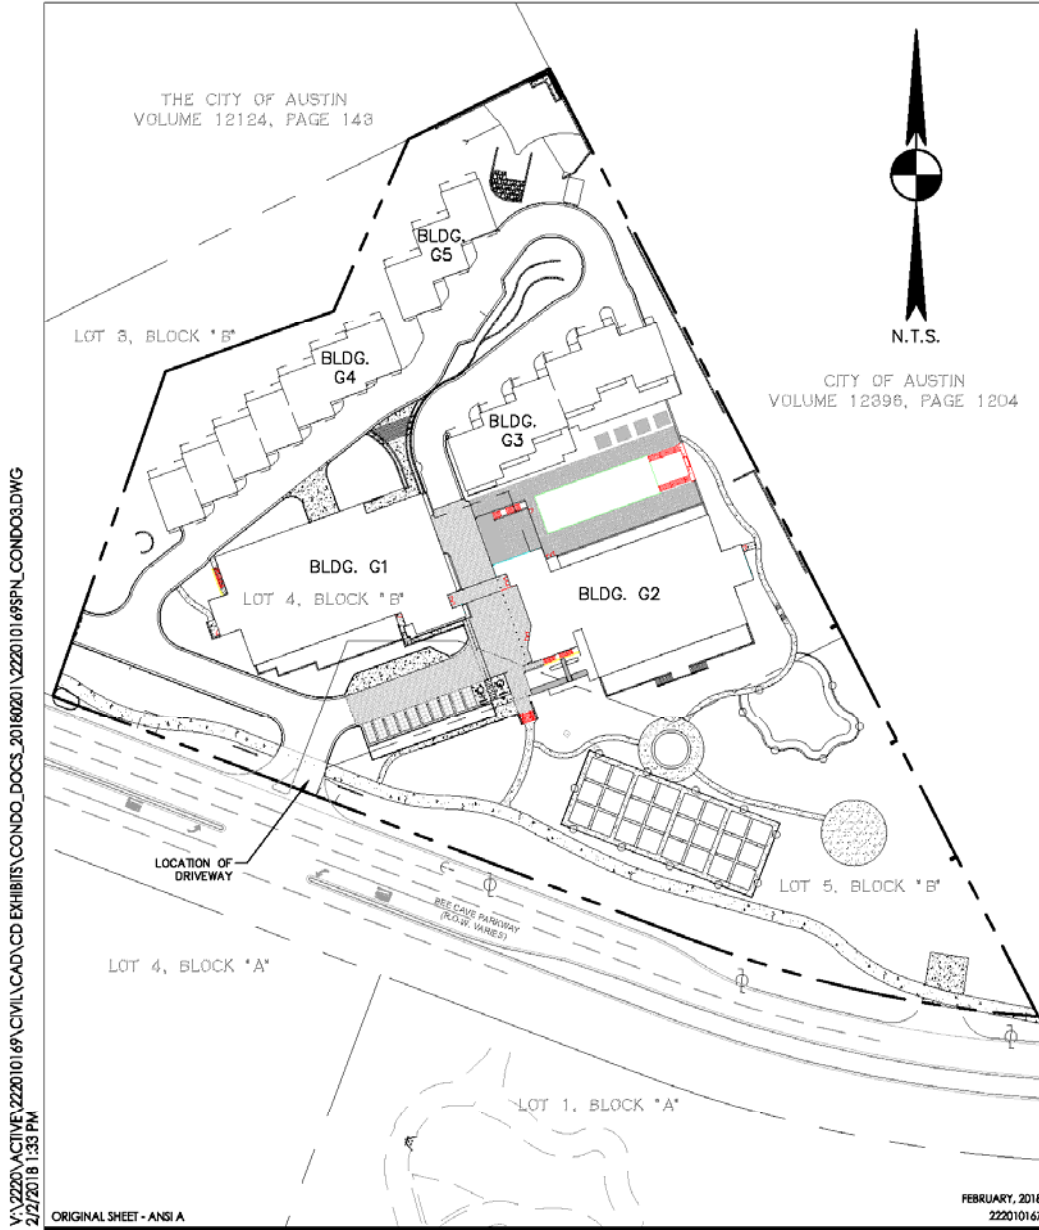 THE CITY OF AUSTIN
VOLUME 12124, PAGE 143
N.T.S.
BLDG.
G5
LOT 3, BLOCK "B"
BLDG.
G4
CITY OF AUSTIN
VOLUME 12396, PAGE 1204
BLDG.
G3
BLDG. G1
LOT 4, BLOCK "B"
BLDG. G2
LOCATION OF
DRIVEWAY
LOT 5, BLOCK "B"
BEE CAVE PARKWAY
(R.O.W. VARIES)
LOT 4, BLOCK "A"
LOT 1, BLOCK "A"
V:\2220\ACTIVE\222010169\CIVIL\CAD\CD EXHIBITS\CONDO_DOCS_20180201\222010169SPN_CONDO3.DWG
2/2/2018 1:33 PM
ORIGINAL SHEET - ANSI A
FEBRUARY, 2018